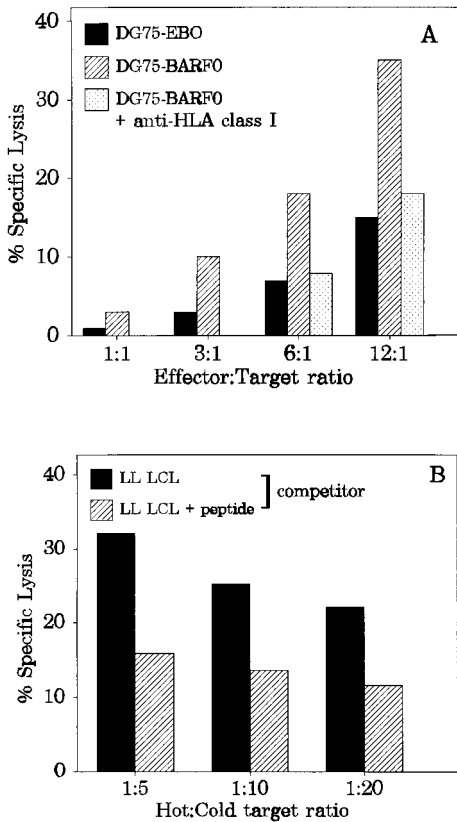 40
A
DG75-EBO
DG75-BARF0
30
DG75-BARF0
+ anti-HLA class I
% Specific Lysis
20
10
0
1:1 3:1 6:1 12:1
Effector:Target ratio
40
B
LL LCL
competitor
LL LCL + peptide
30
% Specific Lysis
20
10
0
1:5 1:10 1:20
Hot:Cold target ratio